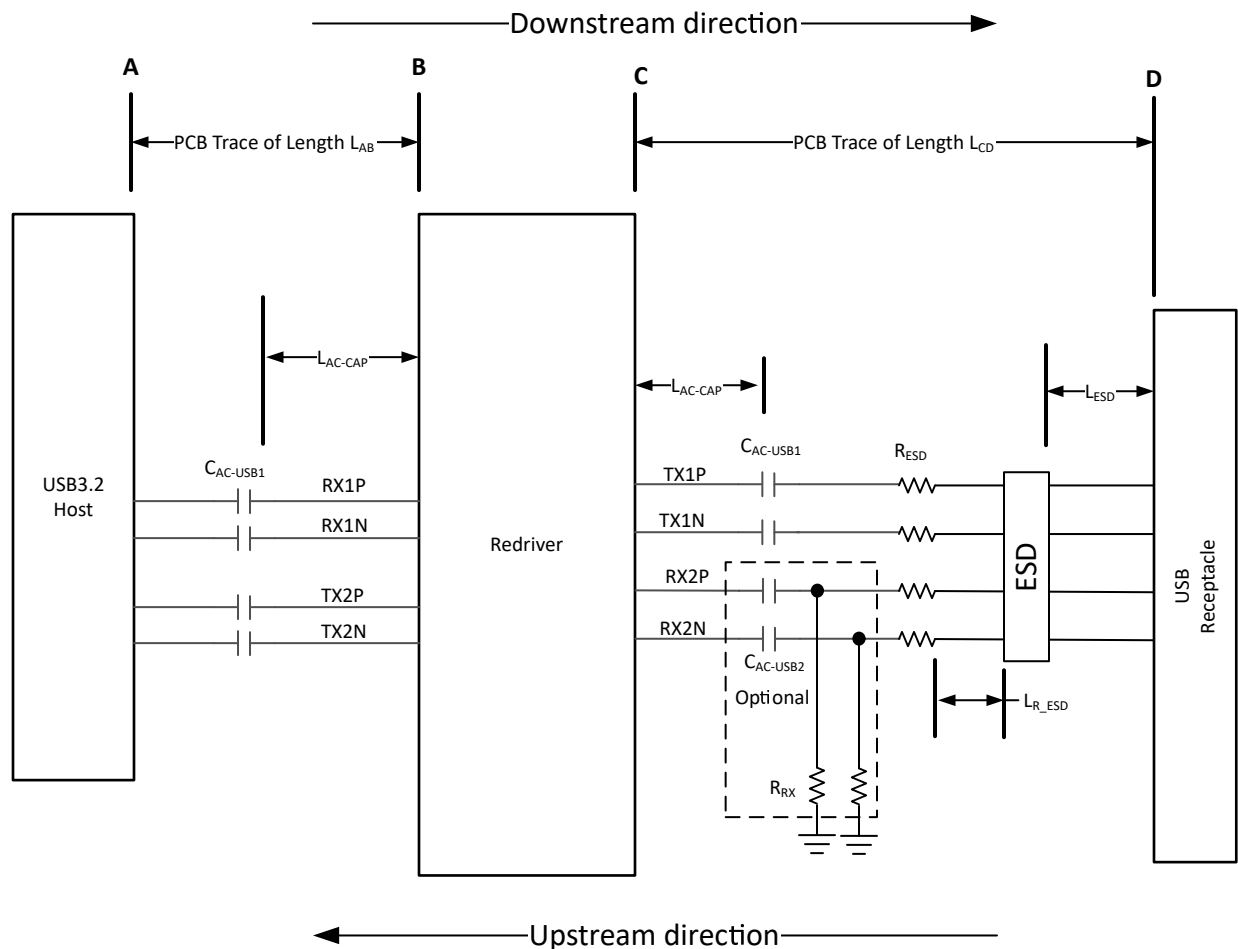 Downstream direction
A
B
C
D
PCB Trace of Length LAB
PCB Trace of Length LCD
LAC-CAP
LAC-CAP
LESD
CAC-USB1
CAC-USB1
RESD
USB3.2
Host
RX1P
RX1N
TX2P
TX2N
Redriver
TX1P
TX1N
RX2P
RX2N
CAC-USB2
Optional
RRX
ESD
LR_ESD
USB
Receptacle
Upstream direction